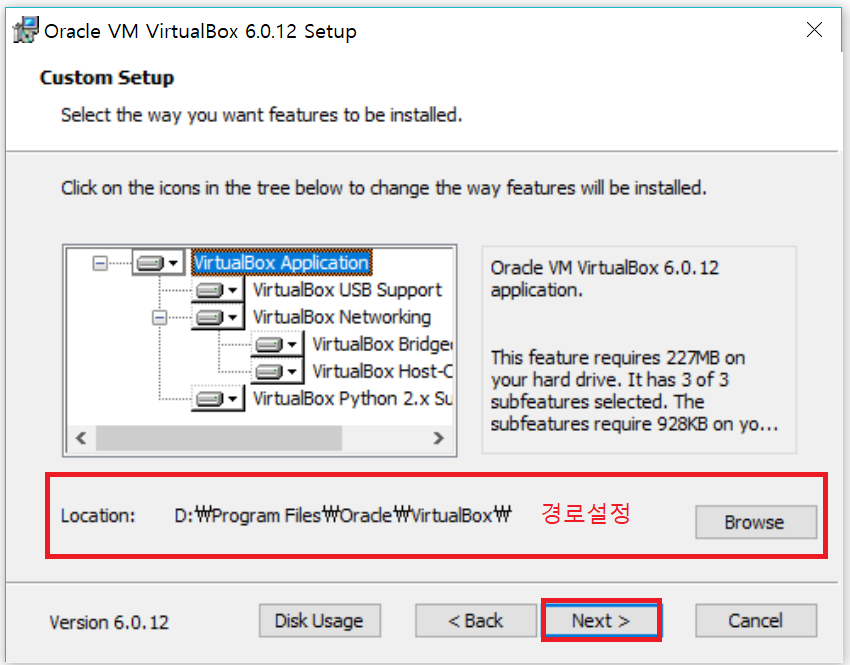 Oracle VM VirtualBox 6.0.12 Setup
Custom Setup
Select the way you want features to be installed.
Click on the icons in the tree below to change the way features will be installed.
VirtualBox Application
VirtualBox USB Support
VirtualBox Networking
VirtualBox Bridge
VirtualBox Host-C
VirtualBox Python 2.x Su
Oracle VM VirtualBox 6.0.12
application.
This feature requires 227MB on
your hard drive. It has 3 of 3
subfeatures selected. The
subfeatures require 928KB on yo...
Location: D:₩Program Files₩Oracle₩VirtualBox₩ 경로설정 Browse
Version 6.0.12 Disk Usage < Back Next > Cancel